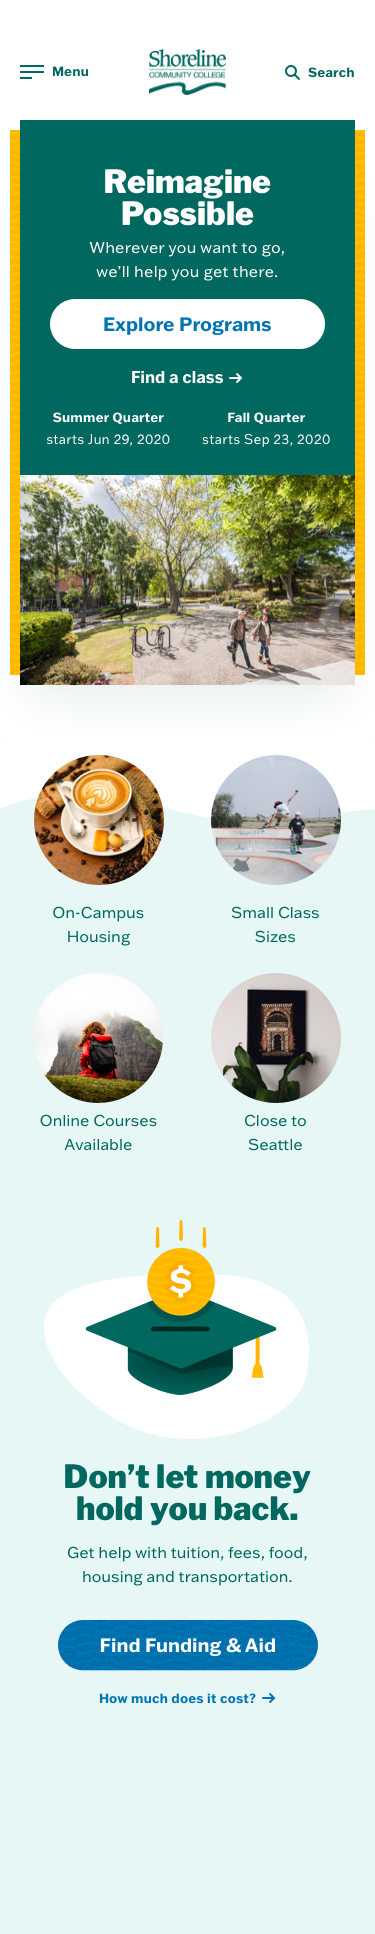 Menu
Shoreline
COMMUNITY COLLEGE
Search
Reimagine
Possible
Wherever you want to go,
we’ll help you get there.
Explore Programs
Find a class →
Summer Quarter
starts Jun 29, 2020
Fall Quarter
starts Sep 23, 2020
On-Campus
Housing
Small Class
Sizes
Online Courses
Available
Close to
Seattle
$
Don’t let money
hold you back.
Get help with tuition, fees, food,
housing and transportation.
Find Funding & Aid
How much does it cost? →